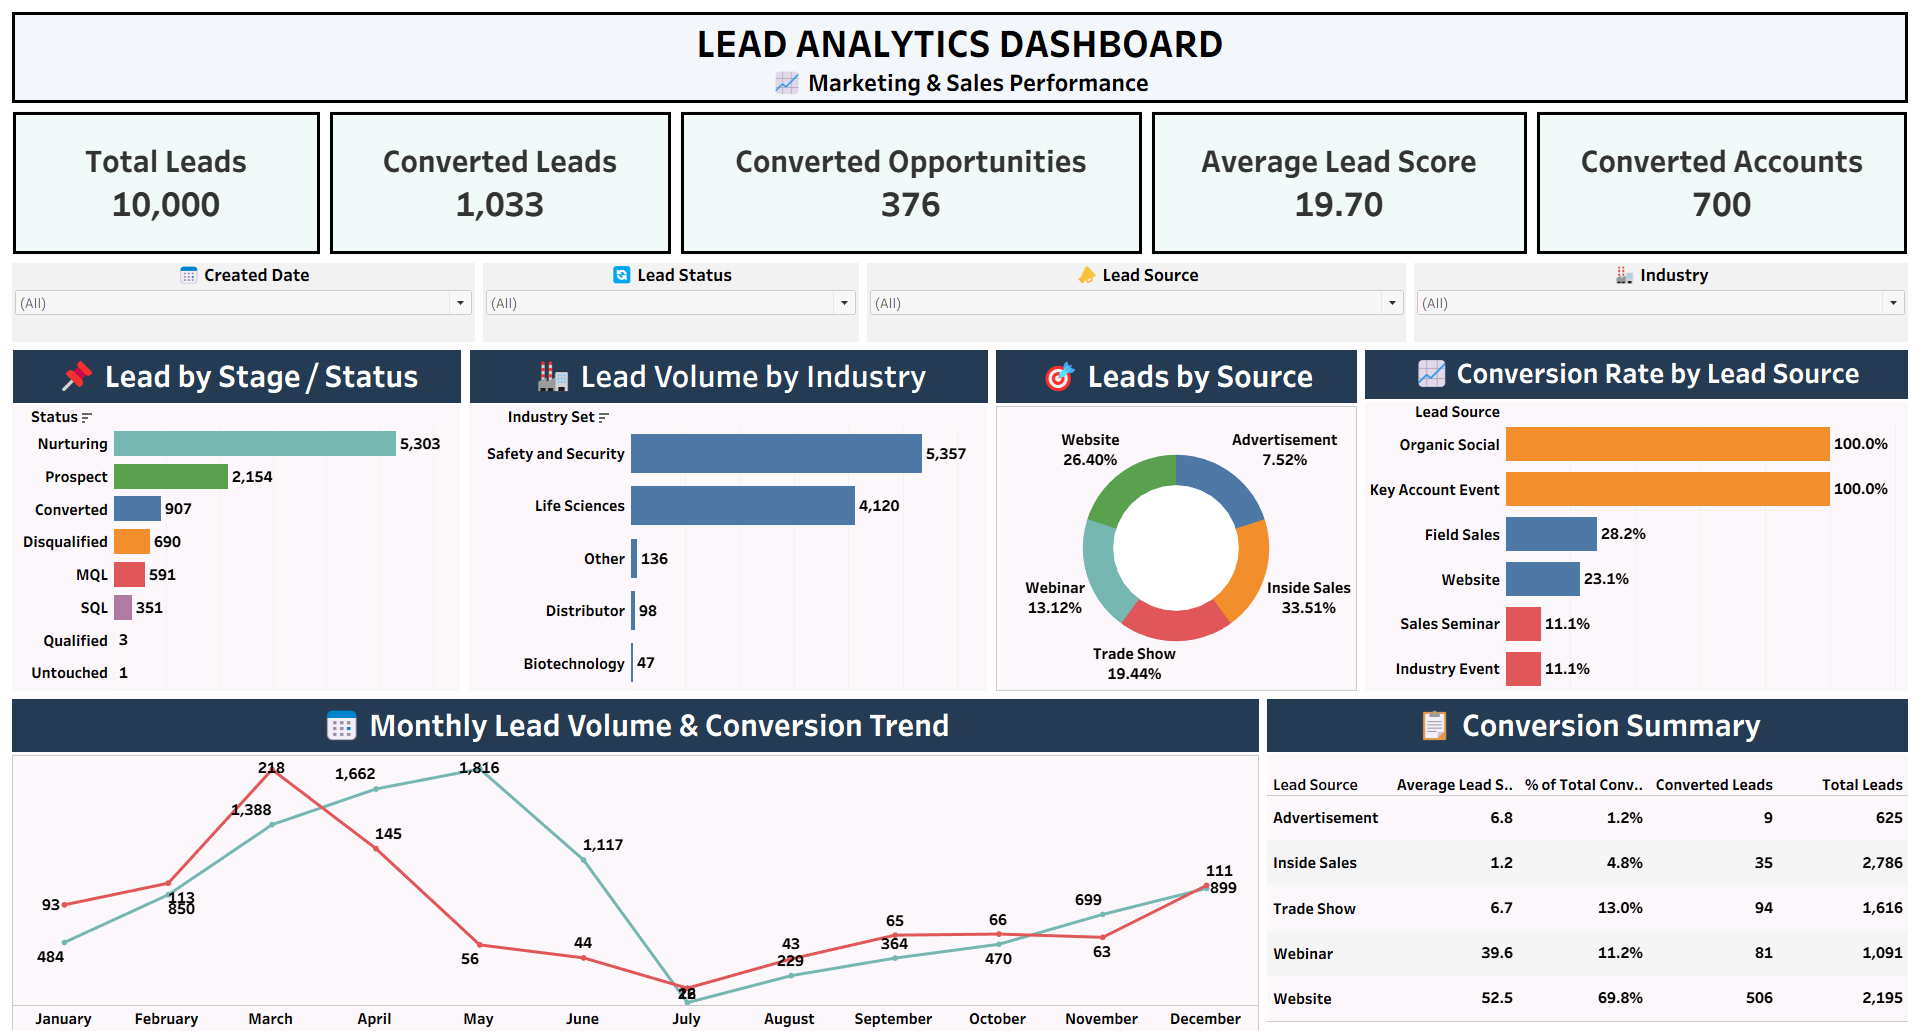 LEAD ANALYTICS DASHBOARD
Marketing & Sales Performance
Total Leads
10,000
Converted Leads
1,033
Converted Opportunities
376
Average Lead Score
19.70
Converted Accounts
700
Created Date
(All)
Lead Status
(All)
Lead Source
(All)
Industry
(All)
Lead by Stage / Status
Status
Nurturing 5,303
Prospect 2,154
Converted 907
Disqualified 690
MQL 591
SQL 351
Qualified 3
Untouched 1
Lead Volume by Industry
Industry Set
Safety and Security 5,357
Life Sciences 4,120
Other 136
Distributor 98
Biotechnology 47
Leads by Source
Website
26.40%
Advertisement
7.52%
Webinar
13.12%
Inside Sales
33.51%
Trade Show
19.44%
Conversion Rate by Lead Source
Lead Source
Organic Social 100.0%
Key Account Event 100.0%
Field Sales 28.2%
Website 23.1%
Sales Seminar 11.1%
Industry Event 11.1%
Monthly Lead Volume & Conversion Trend
218
1,662
1,816
1,388
145
1,117
93
113
850
484
56
44
43
229
65
364
66
470
699
63
111
899
January February March April May June July August September October November December
Conversion Summary
Lead Source Average Lead S.. % of Total Conv.. Converted Leads Total Leads
Advertisement 6.8 1.2% 9 625
Inside Sales 1.2 4.8% 35 2,786
Trade Show 6.7 13.0% 94 1,616
Webinar 39.6 11.2% 81 1,091
Website 52.5 69.8% 506 2,195